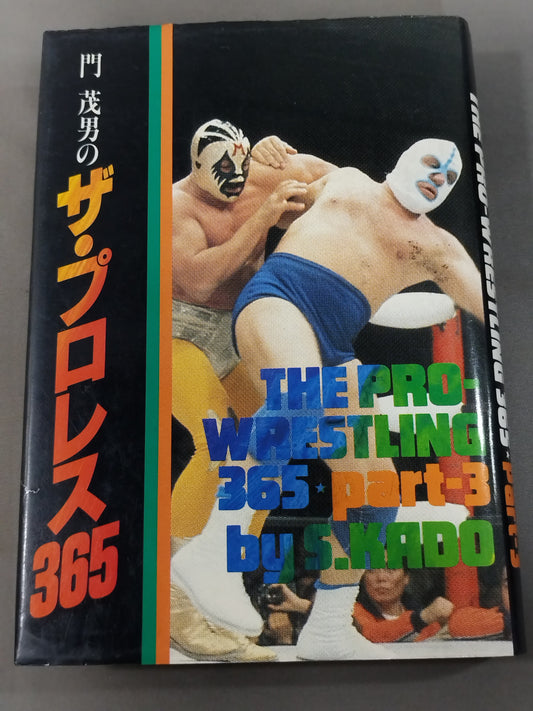 門 茂男の
ザ・プロレス
365
THE PRO-
WRESTLING
365★part-3
by S.KADO
THE PRO-WRESTLING 365・part-3
M